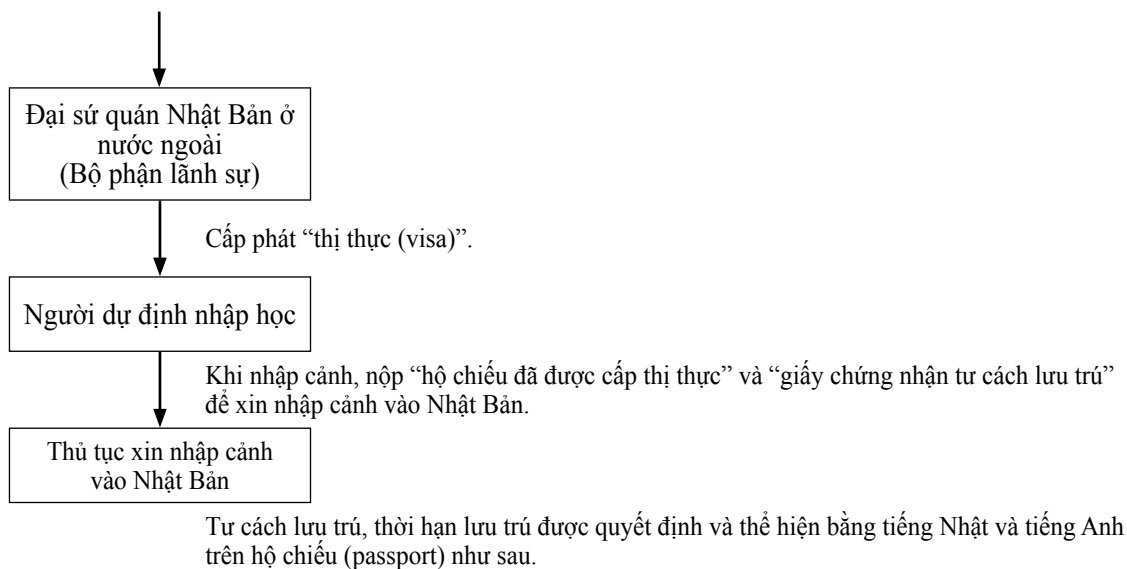 Đại sứ quán Nhật Bản ở
nước ngoài
(Bộ phận lãnh sự)
Cấp phát “thị thực (visa)”.
Người dự định nhập học
Khi nhập cảnh, nộp “hộ chiếu đã được cấp thị thực” và “giấy chứng nhận tư cách lưu trú”
để xin nhập cảnh vào Nhật Bản.
Thủ tục xin nhập cảnh
vào Nhật Bản
Tư cách lưu trú, thời hạn lưu trú được quyết định và thể hiện bằng tiếng Nhật và tiếng Anh
trên hộ chiếu (passport) như sau.